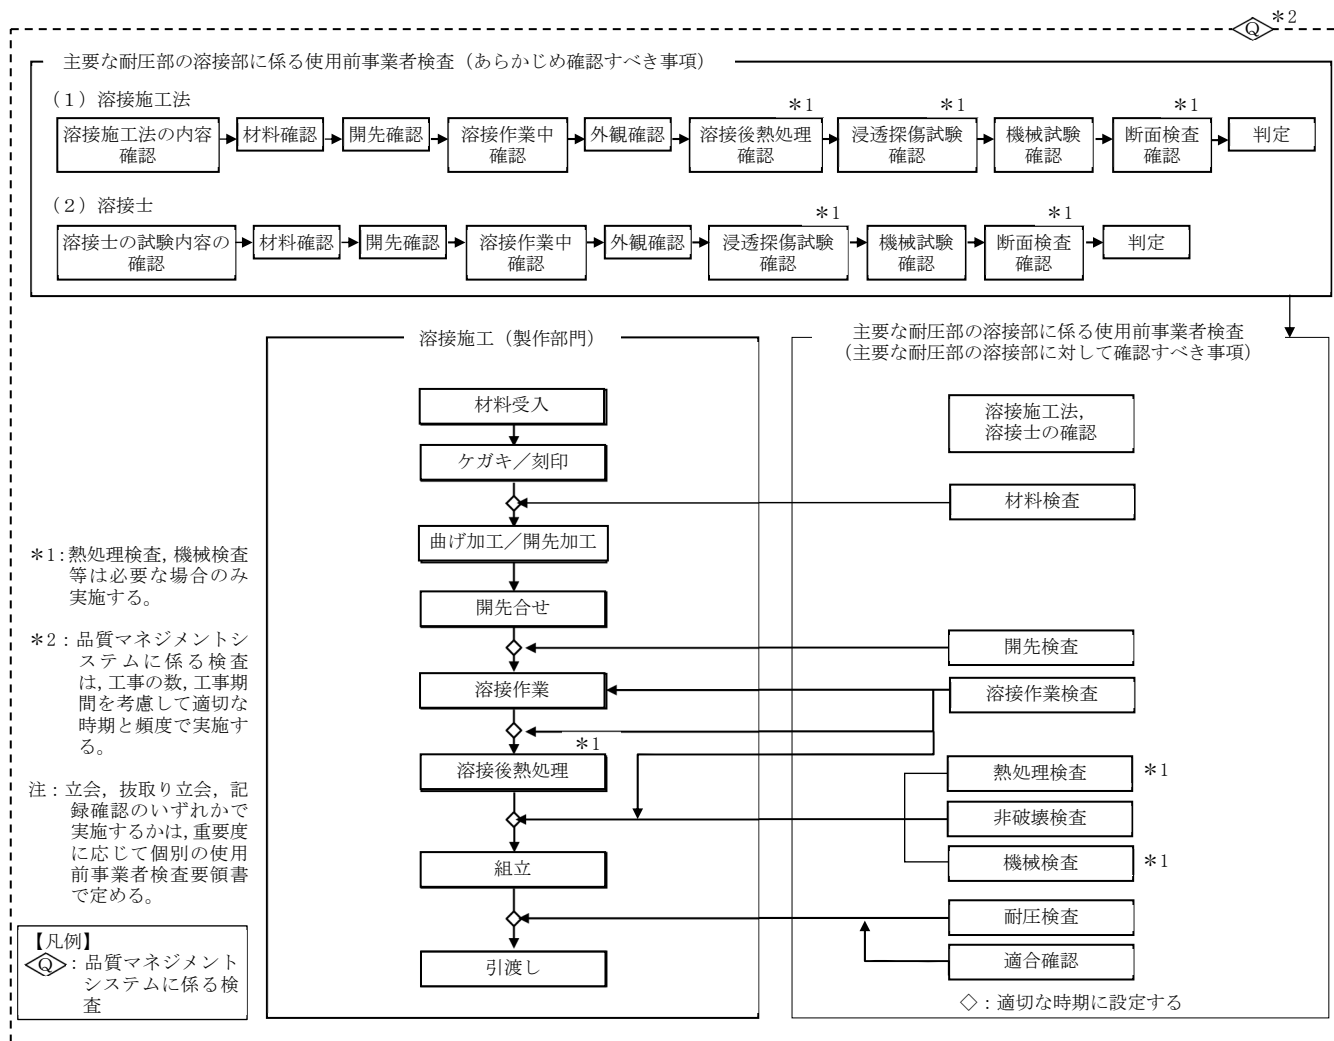 Q ＊2
主要な耐圧部の溶接部に係る使用前事業者検査（あらかじめ確認すべき事項）
（1）溶接施工法
＊1 ＊1 ＊1
溶接施工法の内容
確認
材料確認
開先確認
溶接作業中
確認
外観確認
溶接後熱処理
確認
浸透探傷試験
確認
機械試験
確認
断面検査
確認
判定
（2）溶接士
＊1 ＊1
溶接士の試験内容の
確認
材料確認
開先確認
溶接作業中
確認
外観確認
浸透探傷試験
確認
機械試験
確認
断面検査
確認
判定
溶接施工（製作部門）
材料受入
ケガキ／刻印
曲げ加工／開先加工
開先合せ
溶接作業
＊1
溶接後熱処理
組立
引渡し
主要な耐圧部の溶接部に係る使用前事業者検査
（主要な耐圧部の溶接部に対して確認すべき事項）
溶接施工法，
溶接士の確認
材料検査
開先検査
溶接作業検査
熱処理検査 ＊1
非破壊検査
機械検査 ＊1
耐圧検査
適合確認
◇：適切な時期に設定する
＊1：熱処理検査，機械検査
等は必要な場合のみ
実施する。
＊2：品質マネジメントシ
ステムに係る検査
は，工事の数，工事期
間を考慮して適切な
時期と頻度で実施す
る。
注：立会，抜取り立会，記
録確認のいずれかで
実施するかは，重要度
に応じて個別の使用
前事業者検査要領書
で定める。
【凡例】
Q：品質マネジメント
システムに係る検
査